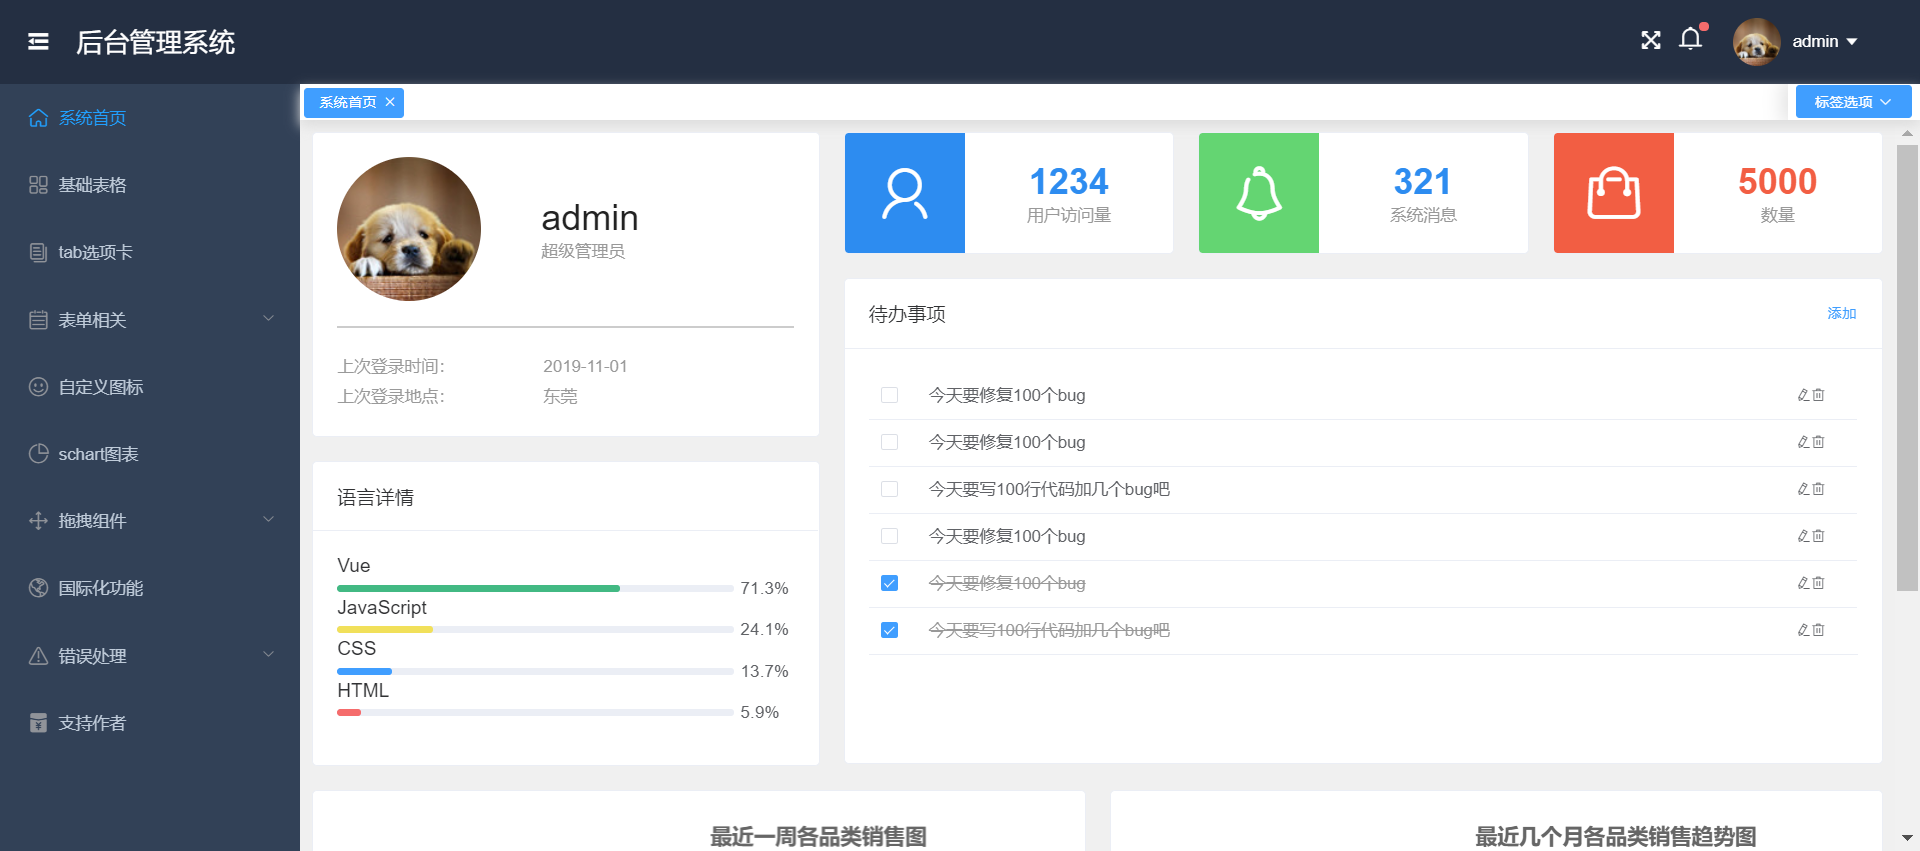 后台管理系统
admin
系统首页
基础表格
tab选项卡
表单相关
自定义图标
schart图表
拖拽组件
国际化功能
错误处理
支持作者
系统首页
标签选项
admin
超级管理员
上次登录时间：
2019-11-01
上次登录地点：
东莞
语言详情
Vue
71.3%
JavaScript
24.1%
CSS
13.7%
HTML
5.9%
1234
用户访问量
321
系统消息
5000
数量
待办事项
添加
今天要修复100个bug
今天要修复100个bug
今天要写100行代码加几个bug吧
今天要修复100个bug
今天要修复100个bug
今天要写100行代码加几个bug吧
最近一周各品类销售图
最近几个月各品类销售趋势图